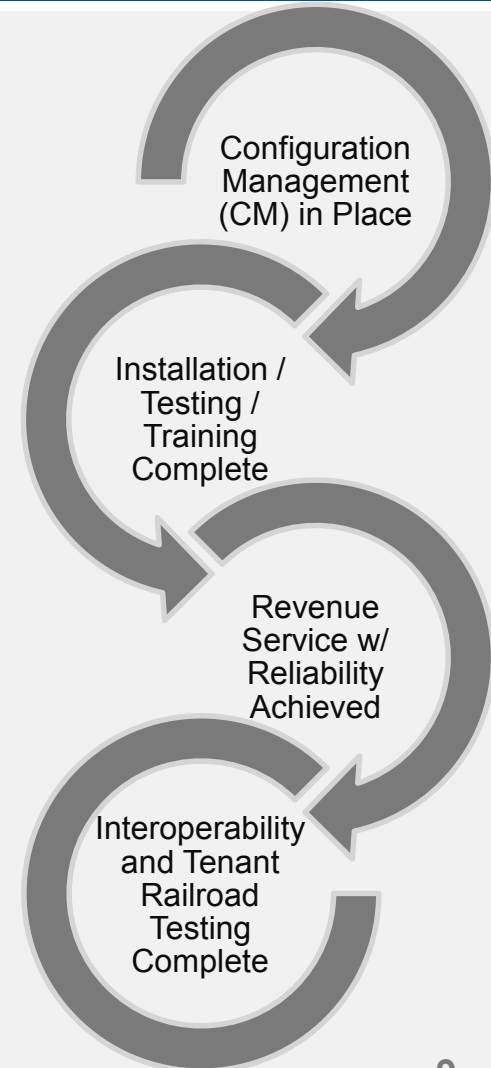 Configuration
Management
(CM) in Place
Installation /
Testing /
Training
Complete
Revenue
Service w/
Reliability
Achieved
Interoperability
and Tenant
Railroad
Testing
Complete